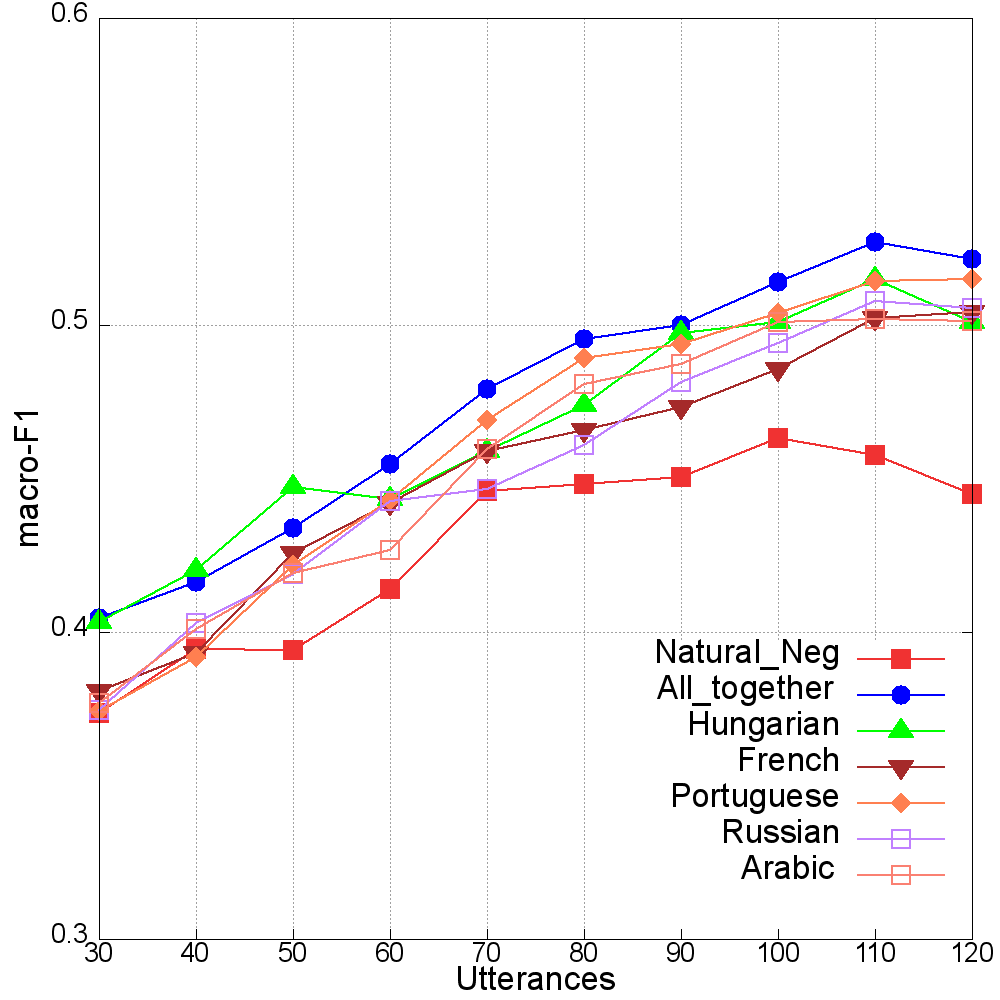 0.6
0.5
0.4
0.3
macro-F1
Natural_Neg
All_together
Hungarian
French
Portuguese
Russian
Arabic
30 40 50 60 70 80 90 100 110 120
Utterances